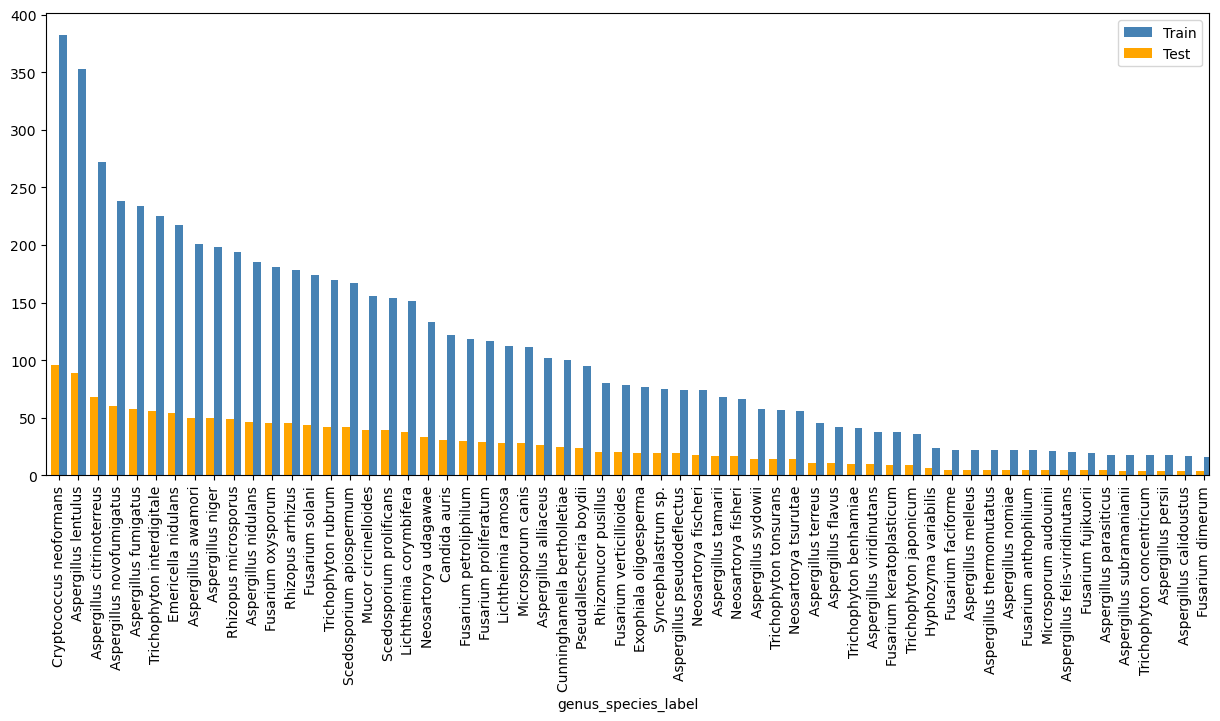 400
350
300
250
200
150
100
50
0
Train
Test
Cryptococcus neoformans
Aspergillus lentulus
Aspergillus citrinoterreus
Aspergillus novofumigatus
Aspergillus fumigatus
Trichophyton interdigitale
Emericella nidulans
Aspergillus awamori
Aspergillus niger
Rhizopus microsporus
Aspergillus nidulans
Fusarium oxysporum
Rhizopus arrhizus
Fusarium solani
Trichophyton rubrum
Scedosporium apiospermum
Mucor circinelloides
Scedosporium prolificans
Lichtheimia corymbifera
Neosartorya udagawae
Candida auris
Fusarium petroliphilum
Fusarium proliferatum
Lichtheimia ramosa
Microsporum canis
Aspergillus alliaceus
Cunninghamella bertholletiae
Pseudallescheria boydii
Rhizomucor pusillus
Fusarium verticillioides
Exophiala oligoesperma
Syncephalastrum sp.
Aspergillus pseudodeflectus
Neosartorya fischeri
Aspergillus tamarii
Neosartorya fisheri
Aspergillus sydowii
Trichophyton tonsurans
Neosartorya tsurutae
Aspergillus terreus
Aspergillus flavus
Trichophyton benhamiae
Aspergillus viridinutans
Fusarium keratoplasticum
Trichophyton japonicum
Hyphozyma variabilis
Fusarium faciforme
Aspergillus melleus
Aspergillus thermomutatus
Aspergillus nomiae
Fusarium anthophilium
Microsporum audouinii
Aspergillus felis-viridinutans
Fusarium fujikuorii
Aspergillus parasiticus
Aspergillus subramanianii
Trichophyton concentricum
Aspergillus persii
Aspergillus calidoustus
Fusarium dimerum
genus_species_label